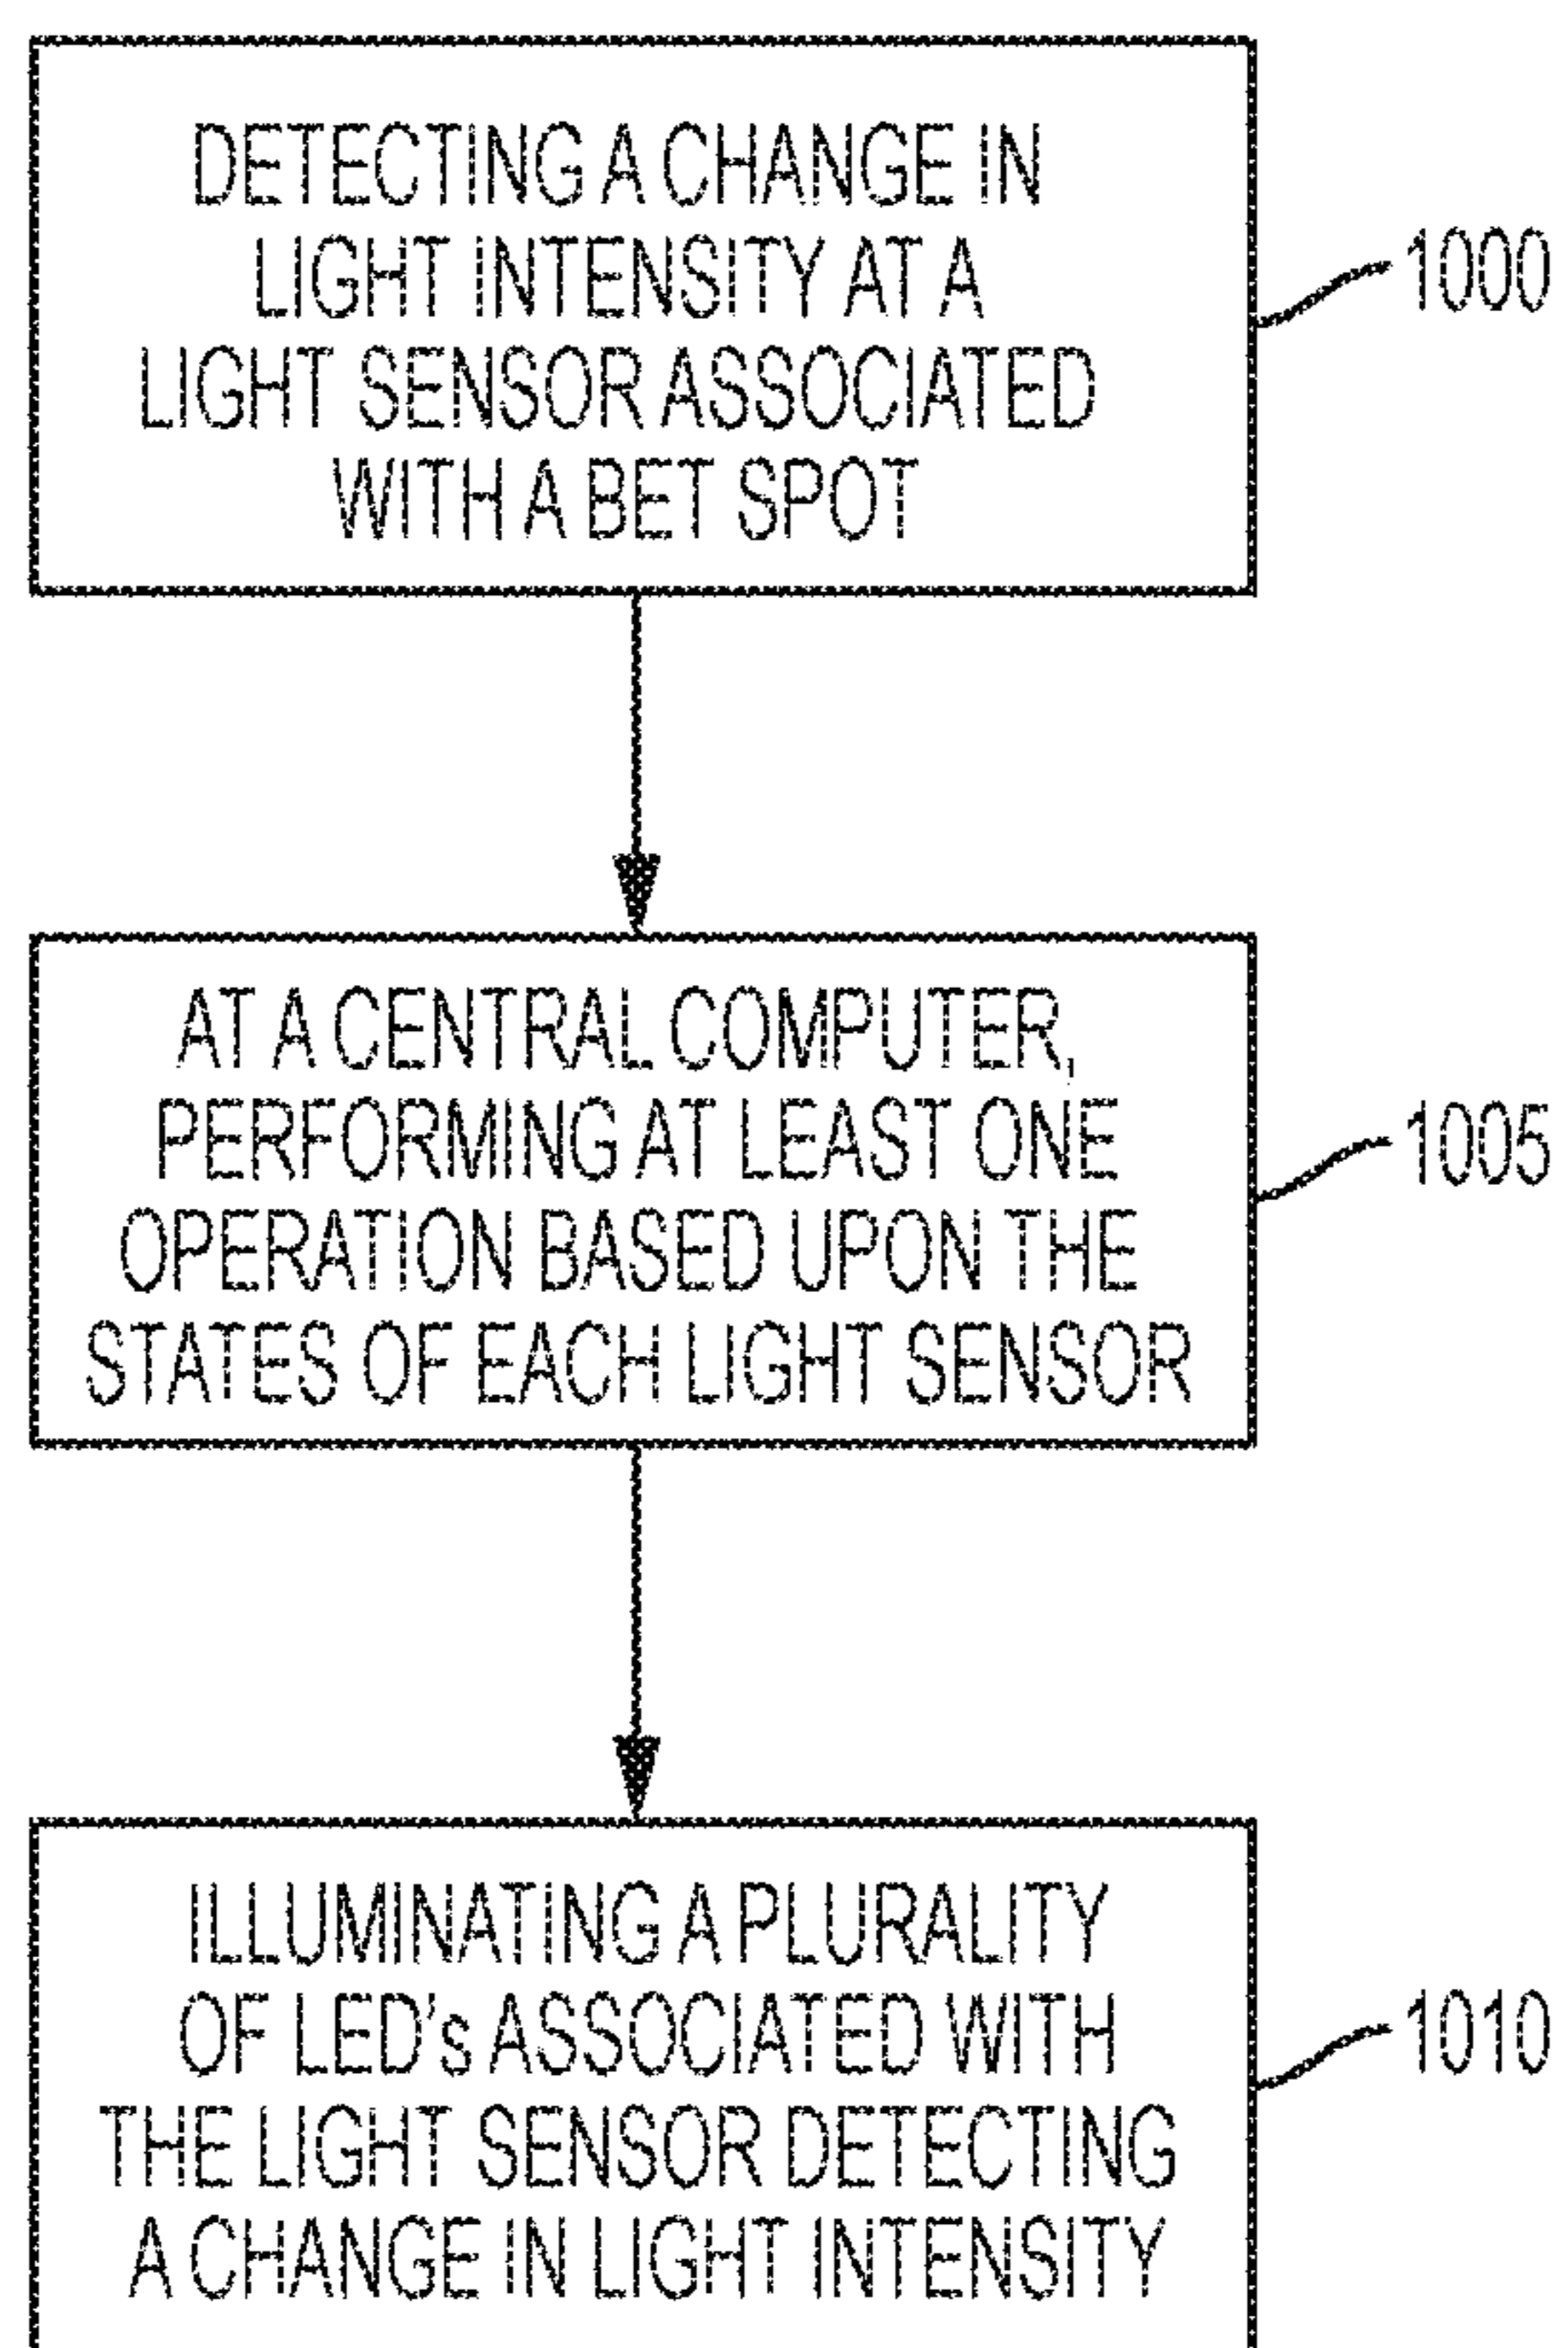 DETECTING A CHANGE IN
LIGHT INTENSITY AT A
LIGHT SENSOR ASSOCIATED
WITH A BET SPOT
1000
AT A CENTRAL COMPUTER,
PERFORMING AT LEAST ONE
OPERATION BASED UPON THE
STATES OF EACH LIGHT SENSOR
1005
ILLUMINATING A PLURALITY
OF LED's ASSOCIATED WITH
THE LIGHT SENSOR DETECTING
A CHANGE IN LIGHT INTENSITY
1010